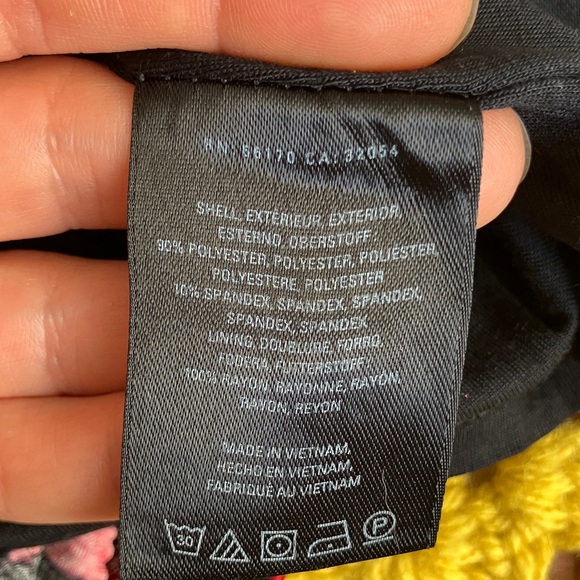 RN: 66170 CA: 32054
SHELL, EXTERIEUR, EXTERIOR,
ESTERNO, OBERSTOFF
90% POLYESTER, POLYESTER, POLIESTER,
POLYESTERE, POLYESTER
10% SPANDEX, SPANDEX, SPANDEX,
SPANDEX, SPANDEX
LINING, DOUBLURE, FORRO,
FODERA, FUTTERSTOFF:
100% RAYON, RAYONNE, RAYON,
RAYON, REYON
MADE IN VIETNAM,
HECHO EN VIETNAM,
FABRIQUÉ AU VIETNAM
30 P